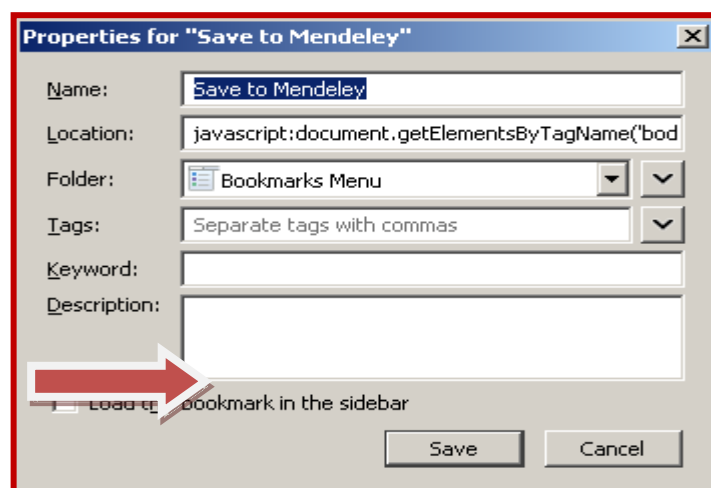 Properties for "Save to Mendeley"
Name: Save to Mendeley
Location: javascript:document.getElementsByTagName('bod
Folder: Bookmarks Menu
Tags: Separate tags with commas
Keyword:
Description:
Load bookmark in the sidebar
Save Cancel